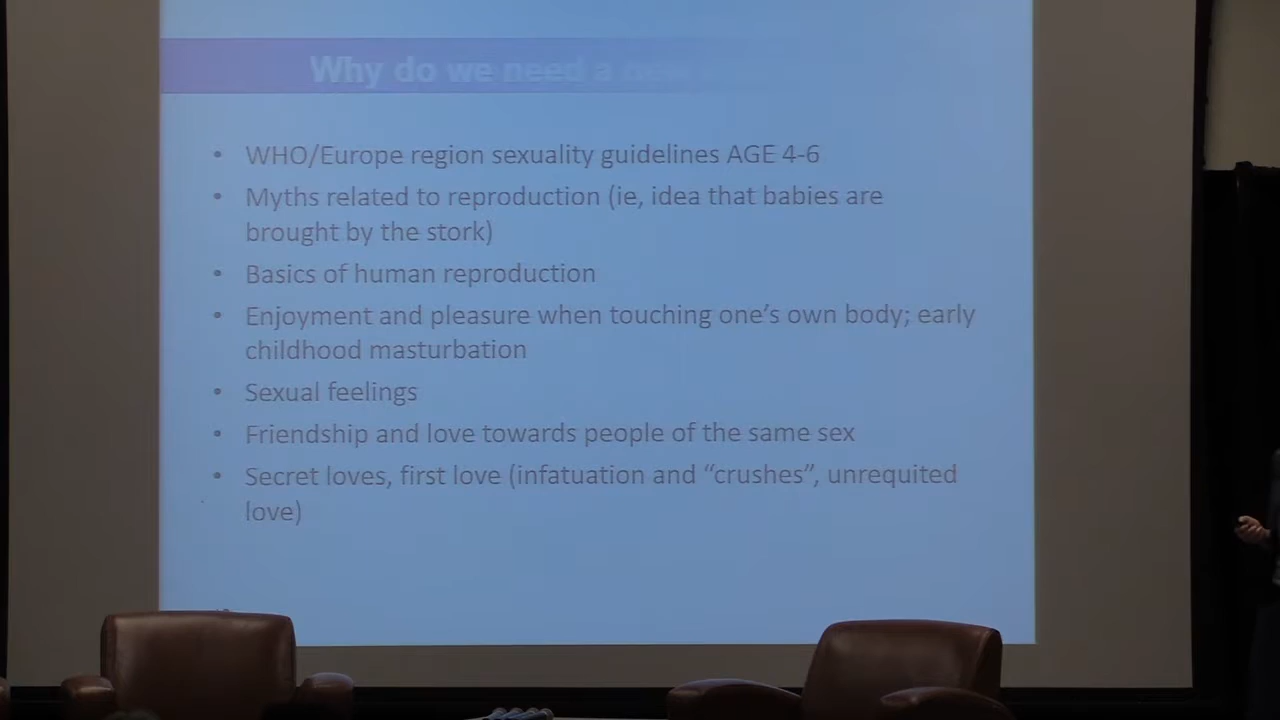 Why do we need a new
• WHO/Europe region sexuality guidelines AGE 4-6
• Myths related to reproduction (ie, idea that babies are
brought by the stork)
• Basics of human reproduction
• Enjoyment and pleasure when touching one’s own body; early
childhood masturbation
• Sexual feelings
• Friendship and love towards people of the same sex
• Secret loves, first love (infatuation and “crushes”, unrequited
love)